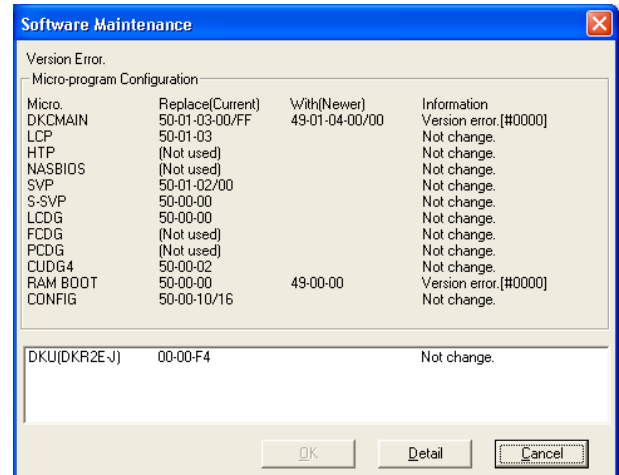 Software Maintenance
Version Error.
Micro-program Configuration
Micro. Replace(Current) With(Newer) Information
DKCMAIN 50-01-03-00/FF 49-01-04-00/00 Version error.[#0000]
LCP 50-01-03 Not change.
HTP (Not used) Not change.
NASBIOS (Not used) Not change.
SVP 50-01-02/00 Not change.
S-SVP 50-00-00 Not change.
LCDG 50-00-00 Not change.
FCDG (Not used) Not change.
PCDG (Not used) Not change.
CUDG4 50-00-02 Not change.
RAM BOOT 50-00-00 49-00-00 Version error.[#0000]
CONFIG 50-00-10/16 Not change.
DKU(DKR2E-J) 00-00-F4 Not change.
OK Detail Cancel